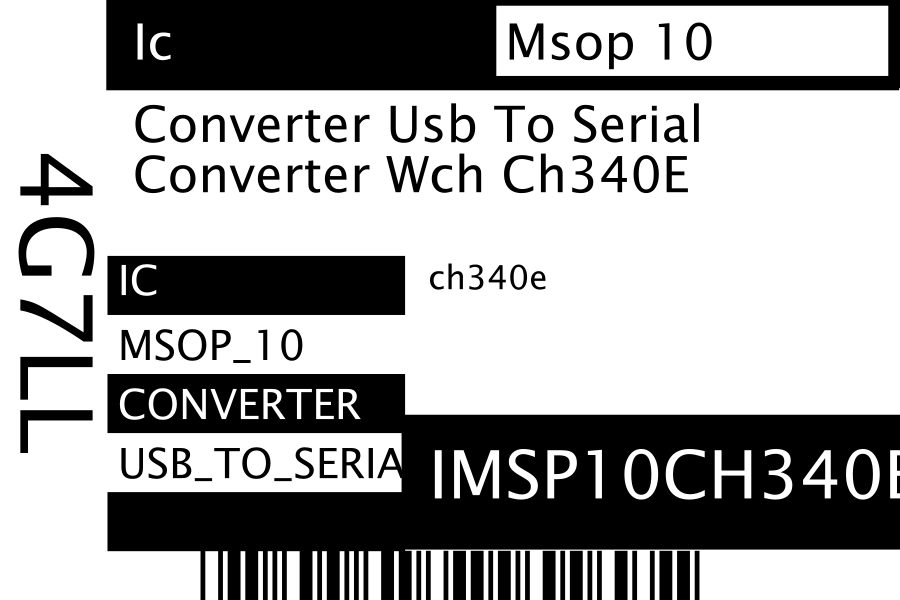 Ic
Msop 10
Converter Usb To Serial
Converter Wch Ch340E
4G7LL
IC
ch340e
MSOP_10
CONVERTER
USB_TO_SERIA
IMSP10CH340E